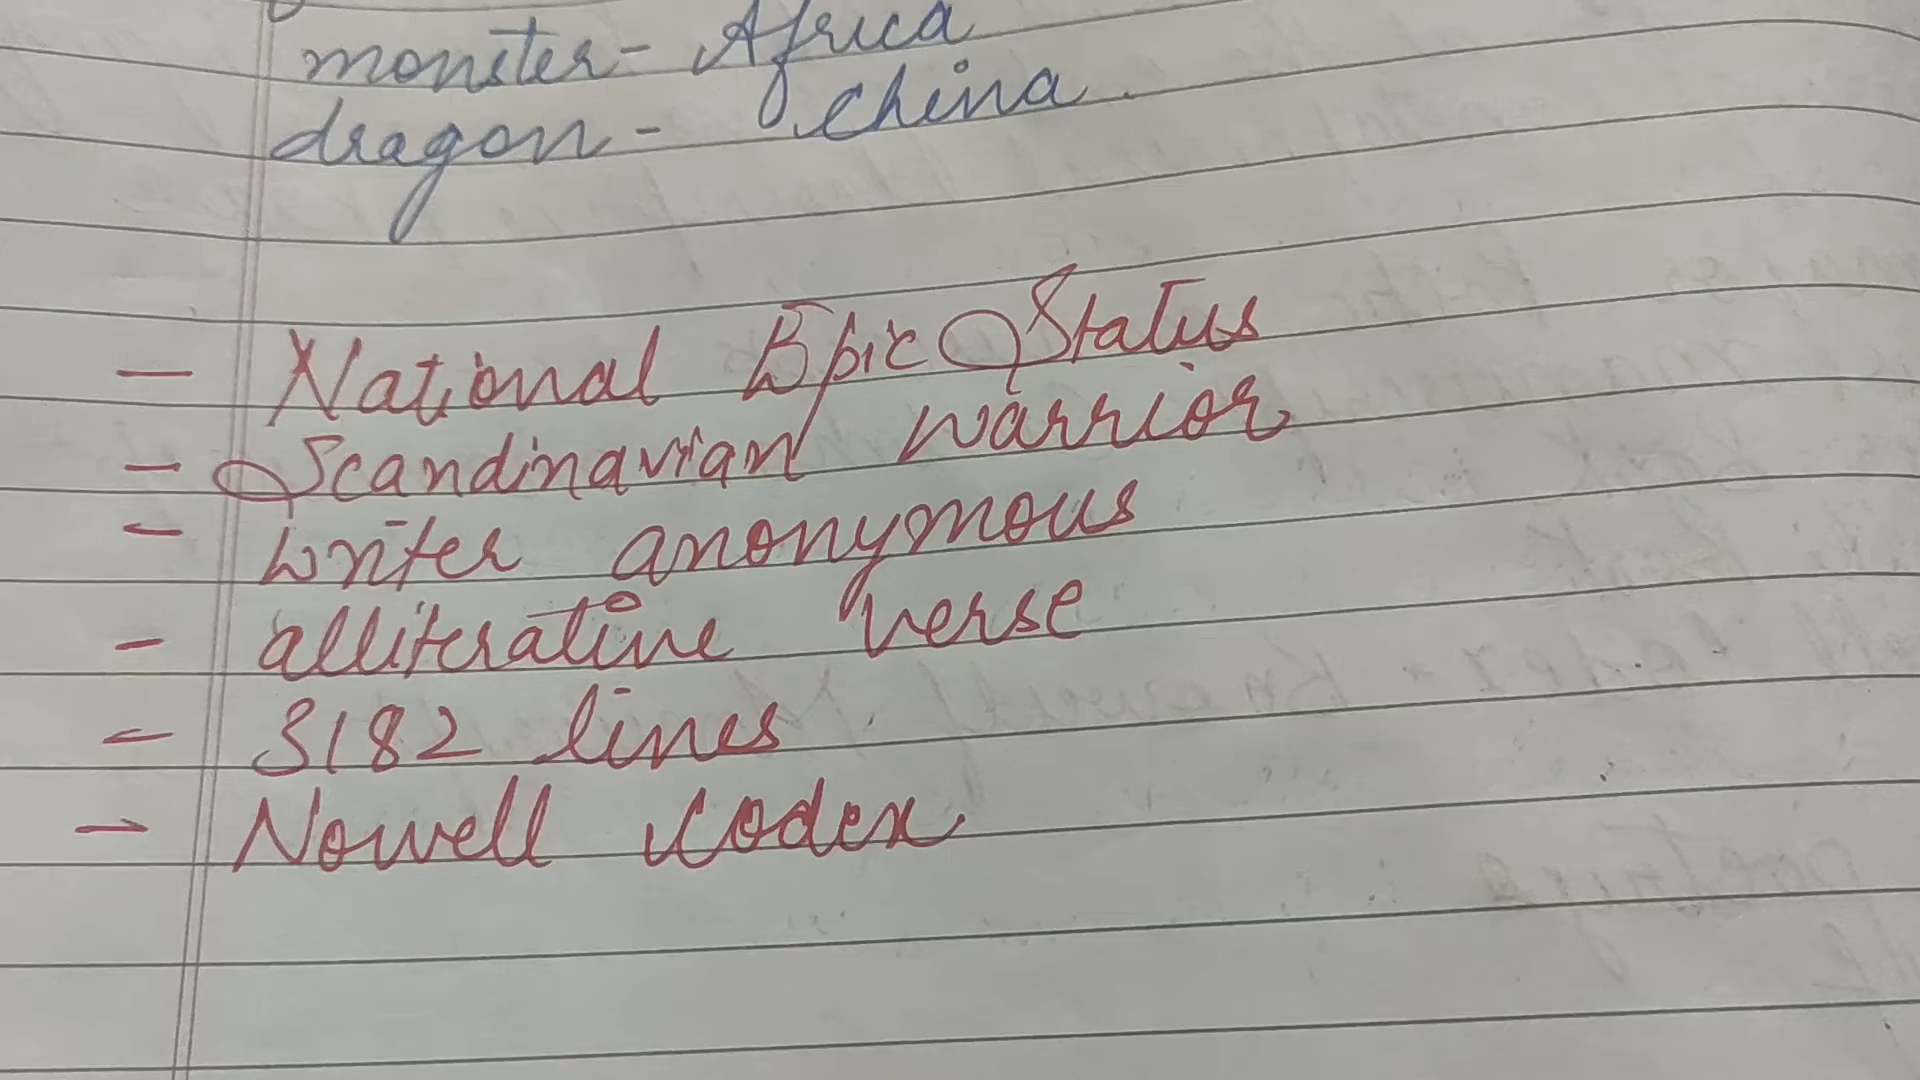 monster - Africa
dragon - China
- National Epic Status
- Scandinavian warrior
- writer anonymous
- alliterative verse
- 3182 lines
- Nowell codex